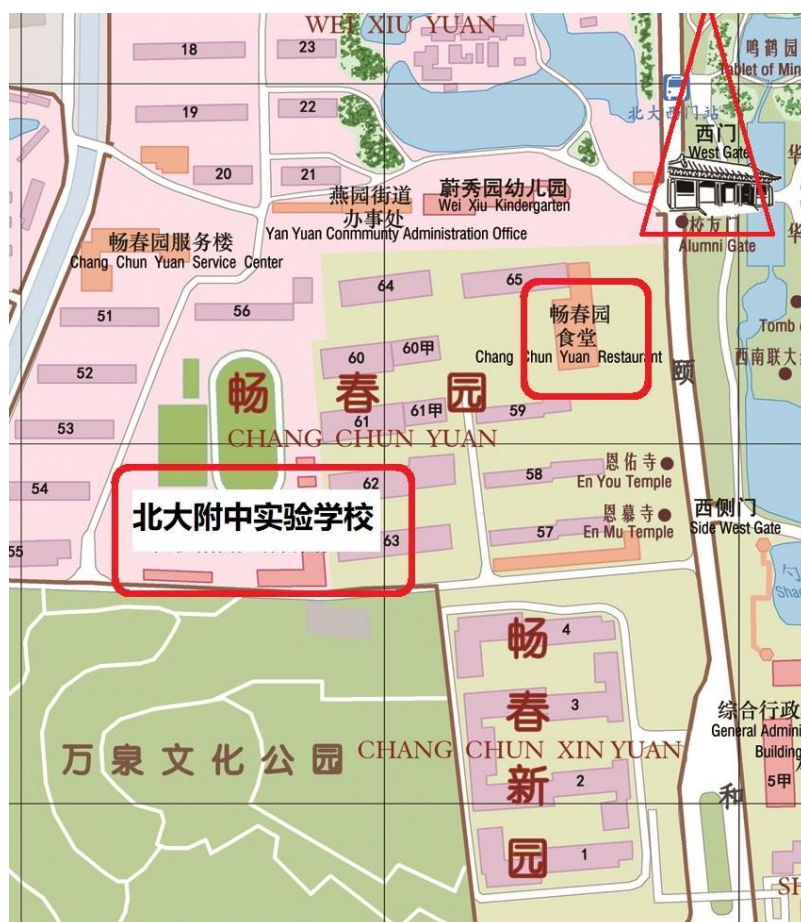 WEI XIU YUAN
18
23
鸣鹤园
Tablet of Min
19
22
北大西门站
西门
West Gate
华
20
21
燕园街道
办事处
Yan Yuan Conmmunty Administration Office
蔚秀园幼儿园
Wei Xiu Kindergarten
校友门
Alumni Gate
华
畅春园服务楼
Chang Chun Yuan Service Center
64
65
51
56
畅春园
食堂
Chang Chun Yuan Restaurant
Tomb
西南联大
颐
52
60
60甲
畅春园
CHANG CHUN YUAN
53
61
61甲
59
54
62
58
恩佑寺
En You Temple
北大附中实验学校
63
57
恩慕寺
En Mu Temple
西侧门
Side West Gate
55
勺
Shao
4
畅春新园
3
综合行政
General Admini
Building
万泉文化公园
CHANG CHUN XIN YUAN
2
5甲
和
1
SH